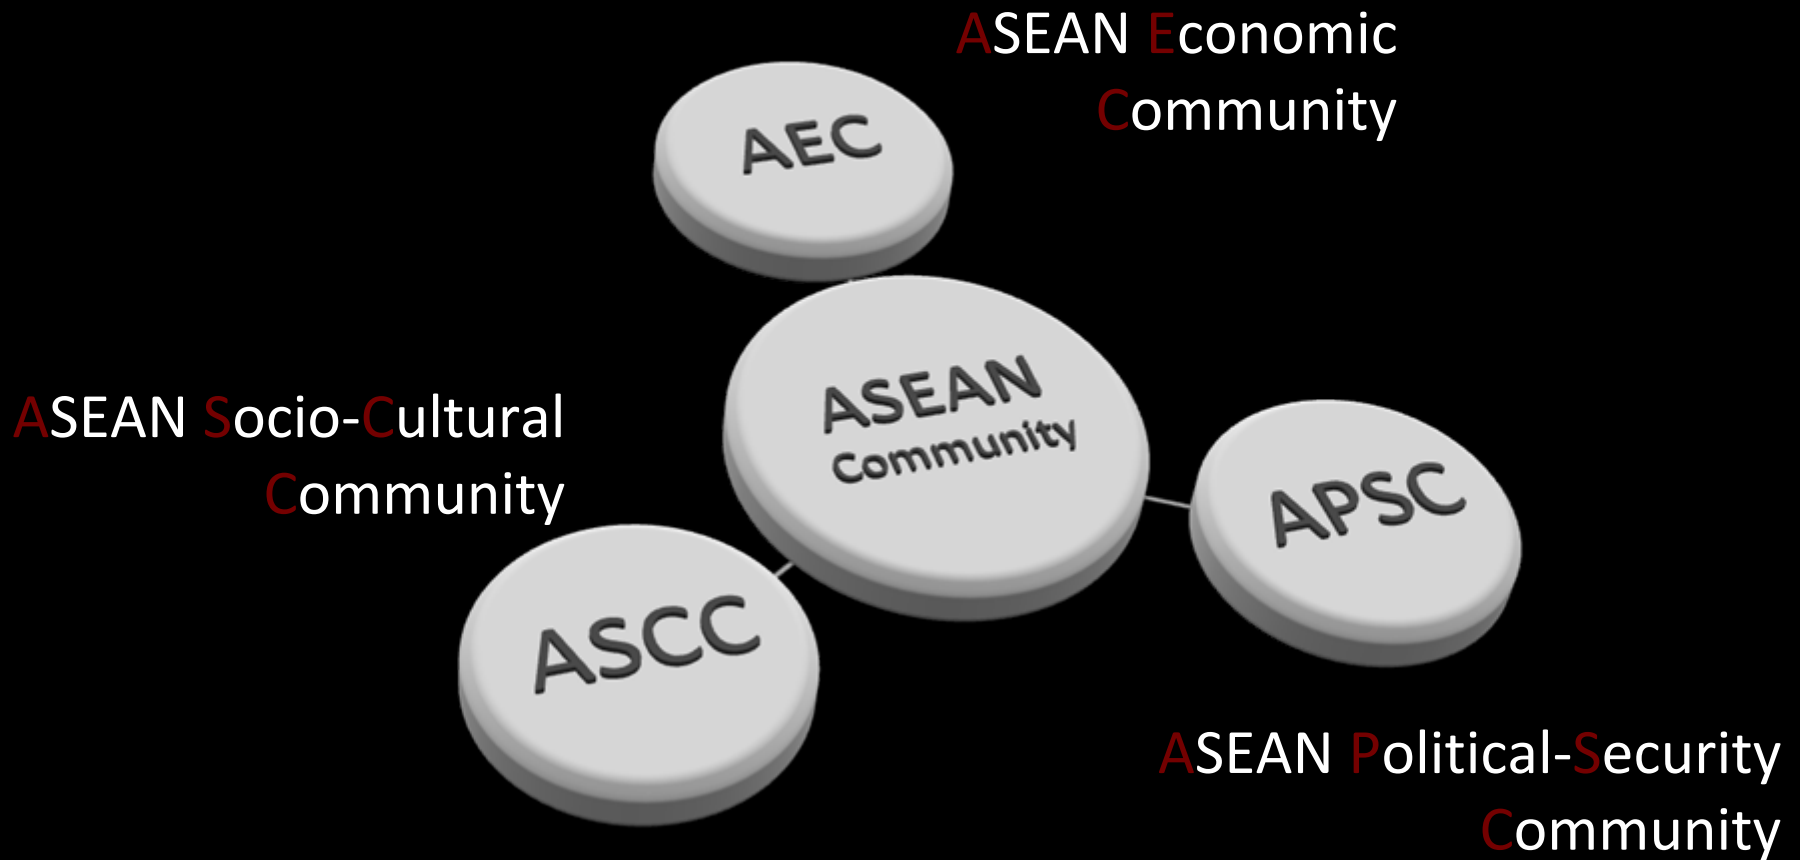 ASEAN Economic
Community
AEC
ASEAN
Community
ASEAN Socio-Cultural
Community
APSC
ASCC
ASEAN Political-Security
Community